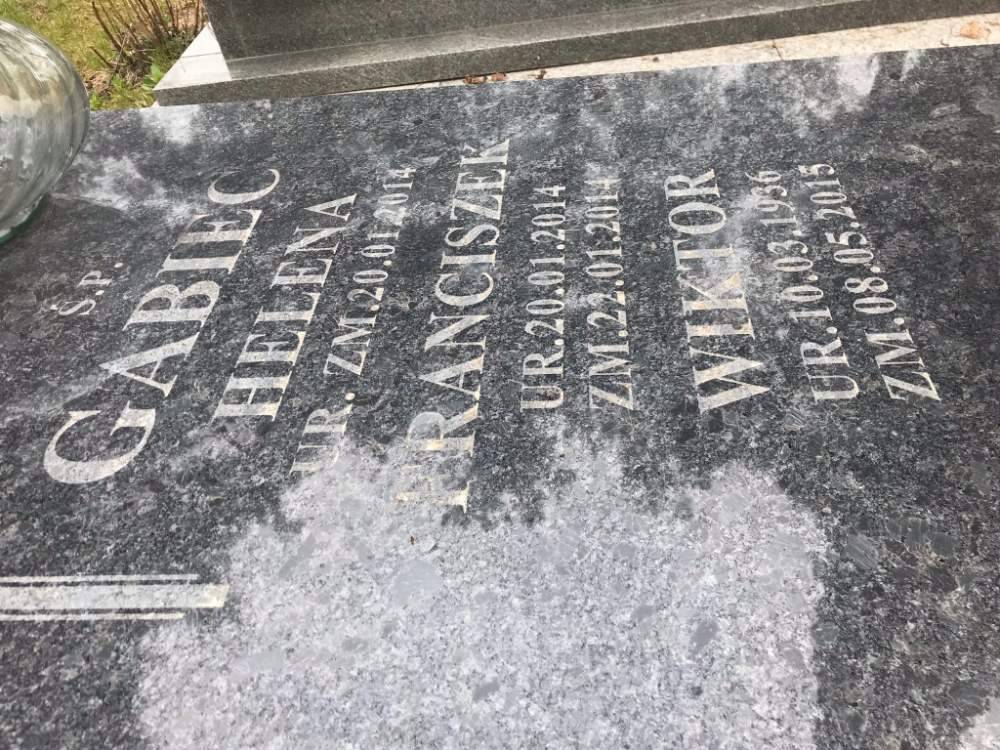 Ś.P.
GABIEC
HELENA
UR. ZM.20.01.2014
FRANCISZEK
UR.20.01.2014
ZM.22.01.2014
WIKTOR
UR.10.03.1936
ZM.08.05.2015